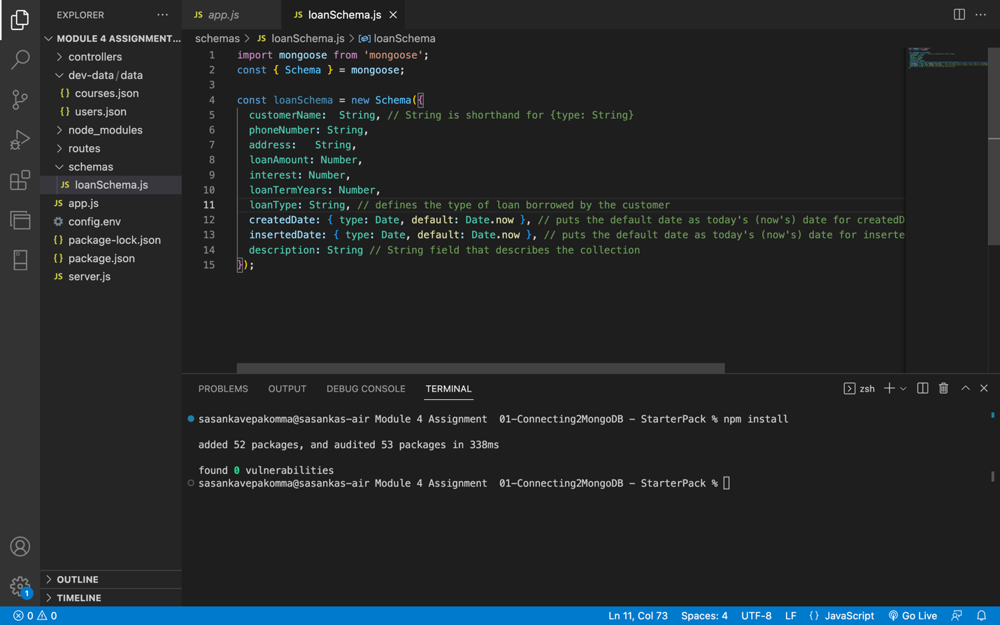 EXPLORER
MODULE 4 ASSIGNMENT...
controllers
dev-data/data
{} courses.json
{} users.json
node_modules
routes
schemas
JS loanSchema.js
JS app.js
config.env
{} package-lock.json
{} package.json
JS server.js
OUTLINE
TIMELINE
1
JS app.js
JS loanSchema.js
schemas > JS loanSchema.js > loanSchema
1 import mongoose from 'mongoose';
2 const { Schema } = mongoose;
3
4 const loanSchema = new Schema({
5 customerName:  String, // String is shorthand for {type: String}
6 phoneNumber: String,
7 address:   String,
8 loanAmount: Number,
9 interest: Number,
10 loanTermYears: Number,
11 loanType: String, // defines the type of loan borrowed by the customer
12 createdDate: { type: Date, default: Date.now }, // puts the default date as today's (now's) date for createdD
13 insertedDate: { type: Date, default: Date.now }, // puts the default date as today's (now's) date for inserte
14 description: String // String field that describes the collection
15 });
PROBLEMS OUTPUT DEBUG CONSOLE TERMINAL zsh
sasankavepakomma@sasankas-air Module 4 Assignment  01-Connecting2MongoDB - StarterPack % npm install
added 52 packages, and audited 53 packages in 338ms
found 0 vulnerabilities
sasankavepakomma@sasankas-air Module 4 Assignment  01-Connecting2MongoDB - StarterPack %
0 0 Ln 11, Col 73 Spaces: 4 UTF-8 LF {} JavaScript Go Live